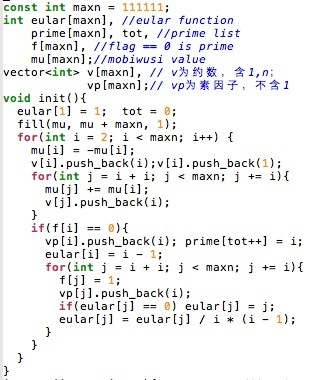 const int maxn = 111111;
int eular[maxn], //eular function
prime[maxn], tot, //prime list
f[maxn], //flag == 0 is prime
mu[maxn];//mobiwusi value
vector<int> v[maxn], // v为约数，含1,n；
vp[maxn];// vp为素因子，不含1
void init(){
eular[1] = 1; tot = 0;
fill(mu, mu + maxn, 1);
for(int i = 2; i < maxn; i++) {
mu[i] = -mu[i];
v[i].push_back(i);v[i].push_back(1);
for(int j = i + i; j < maxn; j += i){
mu[j] += mu[i];
v[j].push_back(i);
}
if(f[i] == 0){
vp[i].push_back(i); prime[tot++] = i;
eular[i] = i - 1;
for(int j = i + i; j < maxn; j += i){
f[j] = 1;
vp[j].push_back(i);
if(eular[j] == 0) eular[j] = j;
eular[j] = eular[j] / i * (i - 1);
}
}
}
}